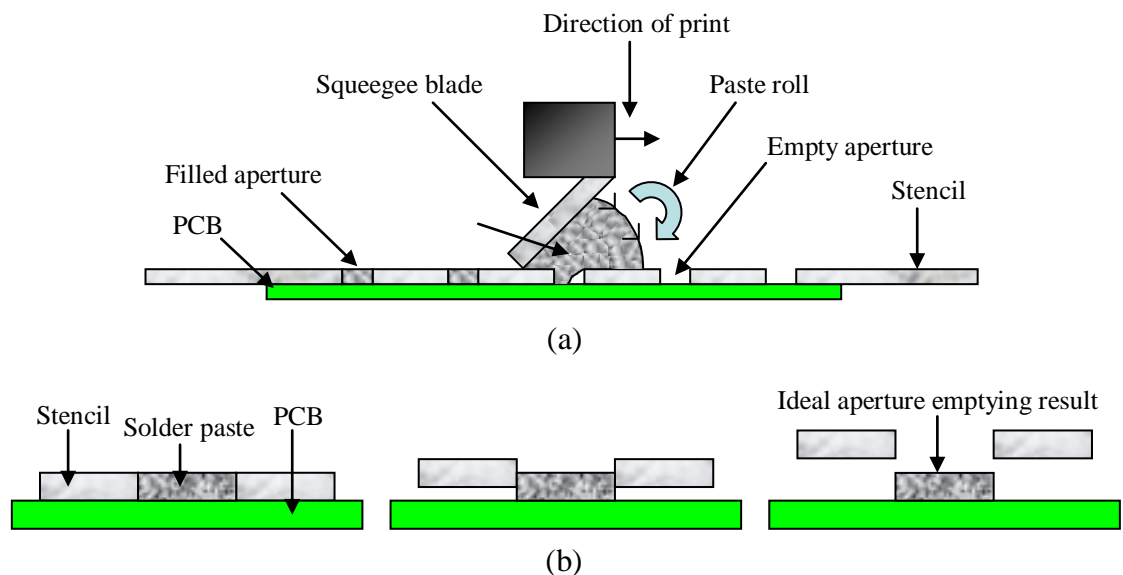 Direction of print
Squeegee blade
Paste roll
Empty aperture
Filled aperture
Stencil
PCB
(a)
Ideal aperture emptying result
Stencil
Solder paste
PCB
(b)